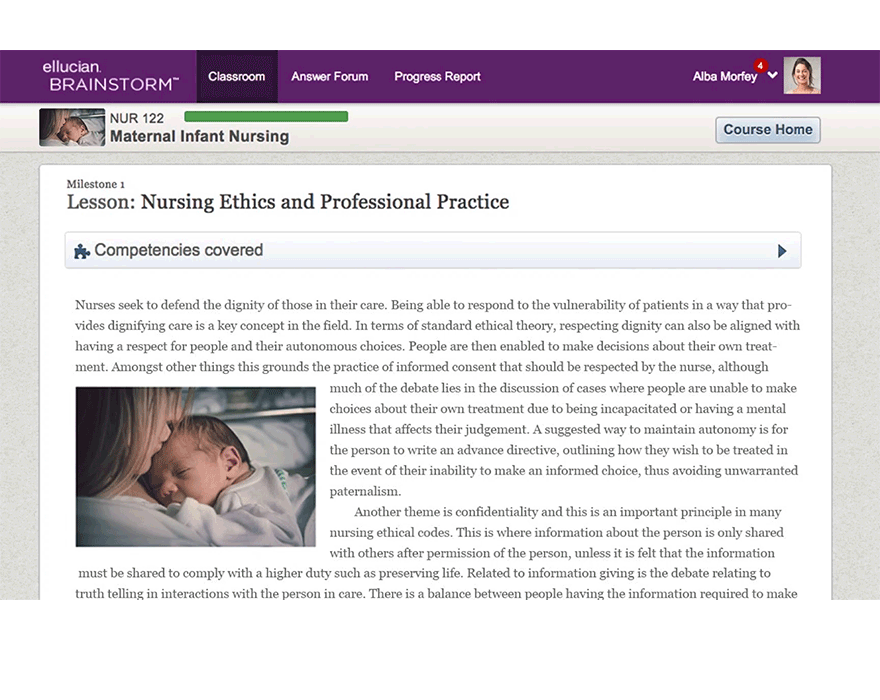 ellucian.
BRAINSTORM™
Classroom
Answer Forum
Progress Report
Alba Morfey
4
NUR 122
Maternal Infant Nursing
Course Home
Milestone 1
Lesson: Nursing Ethics and Professional Practice
Competencies covered
Nurses seek to defend the dignity of those in their care. Being able to respond to the vulnerability of patients in a way that pro-
vides dignifying care is a key concept in the field. In terms of standard ethical theory, respecting dignity can also be aligned with
having a respect for people and their autonomous choices. People are then enabled to make decisions about their own treat-
ment. Amongst other things this grounds the practice of informed consent that should be respected by the nurse, although
much of the debate lies in the discussion of cases where people are unable to make
choices about their own treatment due to being incapacitated or having a mental
illness that affects their judgement. A suggested way to maintain autonomy is for
the person to write an advance directive, outlining how they wish to be treated in
the event of their inability to make an informed choice, thus avoiding unwarranted
paternalism.
Another theme is confidentiality and this is an important principle in many
nursing ethical codes. This is where information about the person is only shared
with others after permission of the person, unless it is felt that the information
must be shared to comply with a higher duty such as preserving life. Related to information giving is the debate relating to
truth telling in interactions with the person in care. There is a balance between people having the information required to make